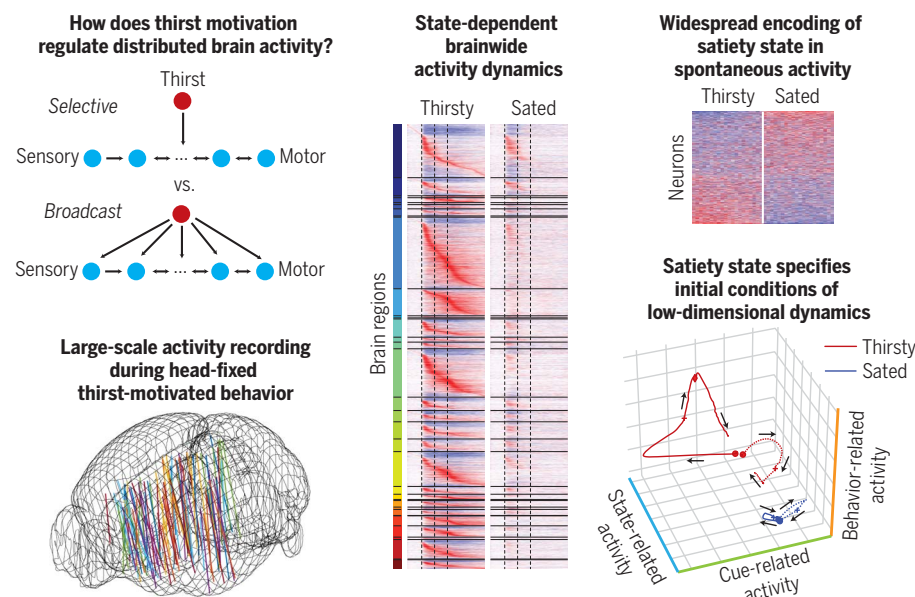 How does thirst motivation
regulate distributed brain activity?
Thirst
Selective
Sensory
...
Motor
vs.
Broadcast
Sensory
...
Motor
Large-scale activity recording
during head-fixed
thirst-motivated behavior
State-dependent
brainwide
activity dynamics
Thirsty
Sated
Brain regions
Widespread encoding of
satiety state in
spontaneous activity
Thirsty
Sated
Neurons
Satiety state specifies
initial conditions of
low-dimensional dynamics
Thirsty
Sated
State-related
activity
Cue-related
activity
Behavior-related
activity